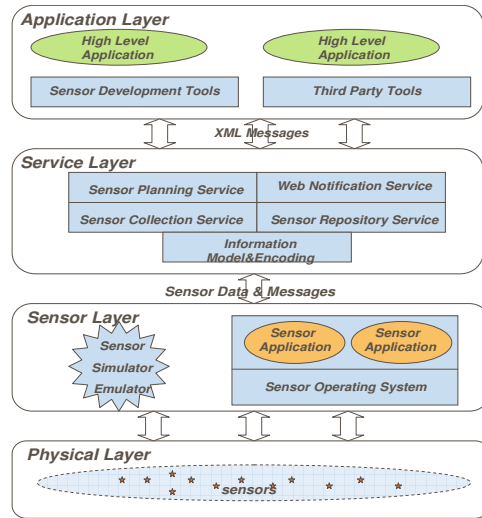 Application Layer
High Level
Application
High Level
Application
Sensor Development Tools
Third Party Tools
XML Messages
Service Layer
Sensor Planning Service
Web Notification Service
Sensor Collection Service
Sensor Repository Service
Information
Model&Encoding
Sensor Data & Messages
Sensor Layer
Sensor
Simulator
Emulator
Sensor
Application
Sensor
Application
Sensor Operating System
Physical Layer
sensors